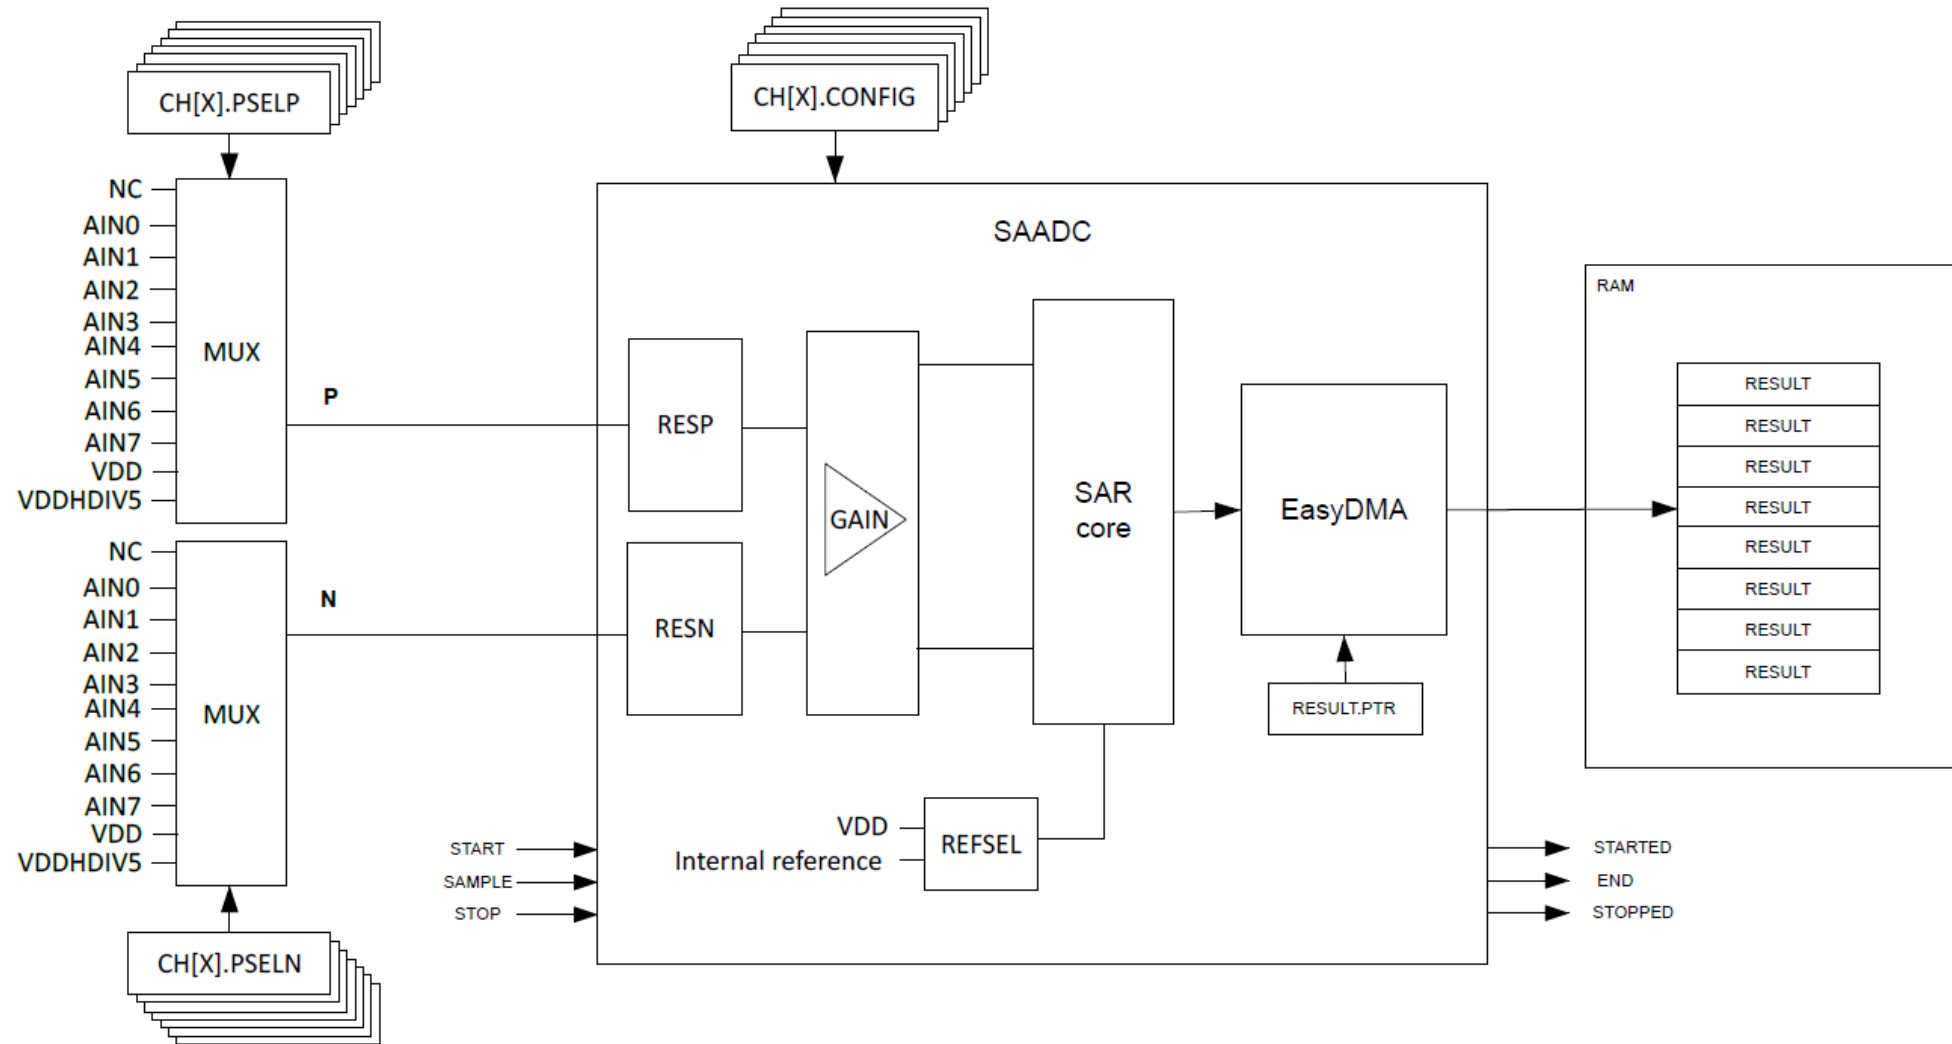 CH[X].PSELP
CH[X].CONFIG
NC
AIN0
AIN1
AIN2
AIN3
AIN4
AIN5
AIN6
AIN7
VDD
VDDHDIV5
MUX
P
NC
AIN0
AIN1
AIN2
AIN3
AIN4
AIN5
AIN6
AIN7
VDD
VDDHDIV5
MUX
N
CH[X].PSELN
SAADC
RESP
RESN
GAIN
SAR
core
EasyDMA
RESULT.PTR
VDD
Internal reference
REFSEL
START
SAMPLE
STOP
STARTED
END
STOPPED
RAM
RESULT
RESULT
RESULT
RESULT
RESULT
RESULT
RESULT
RESULT